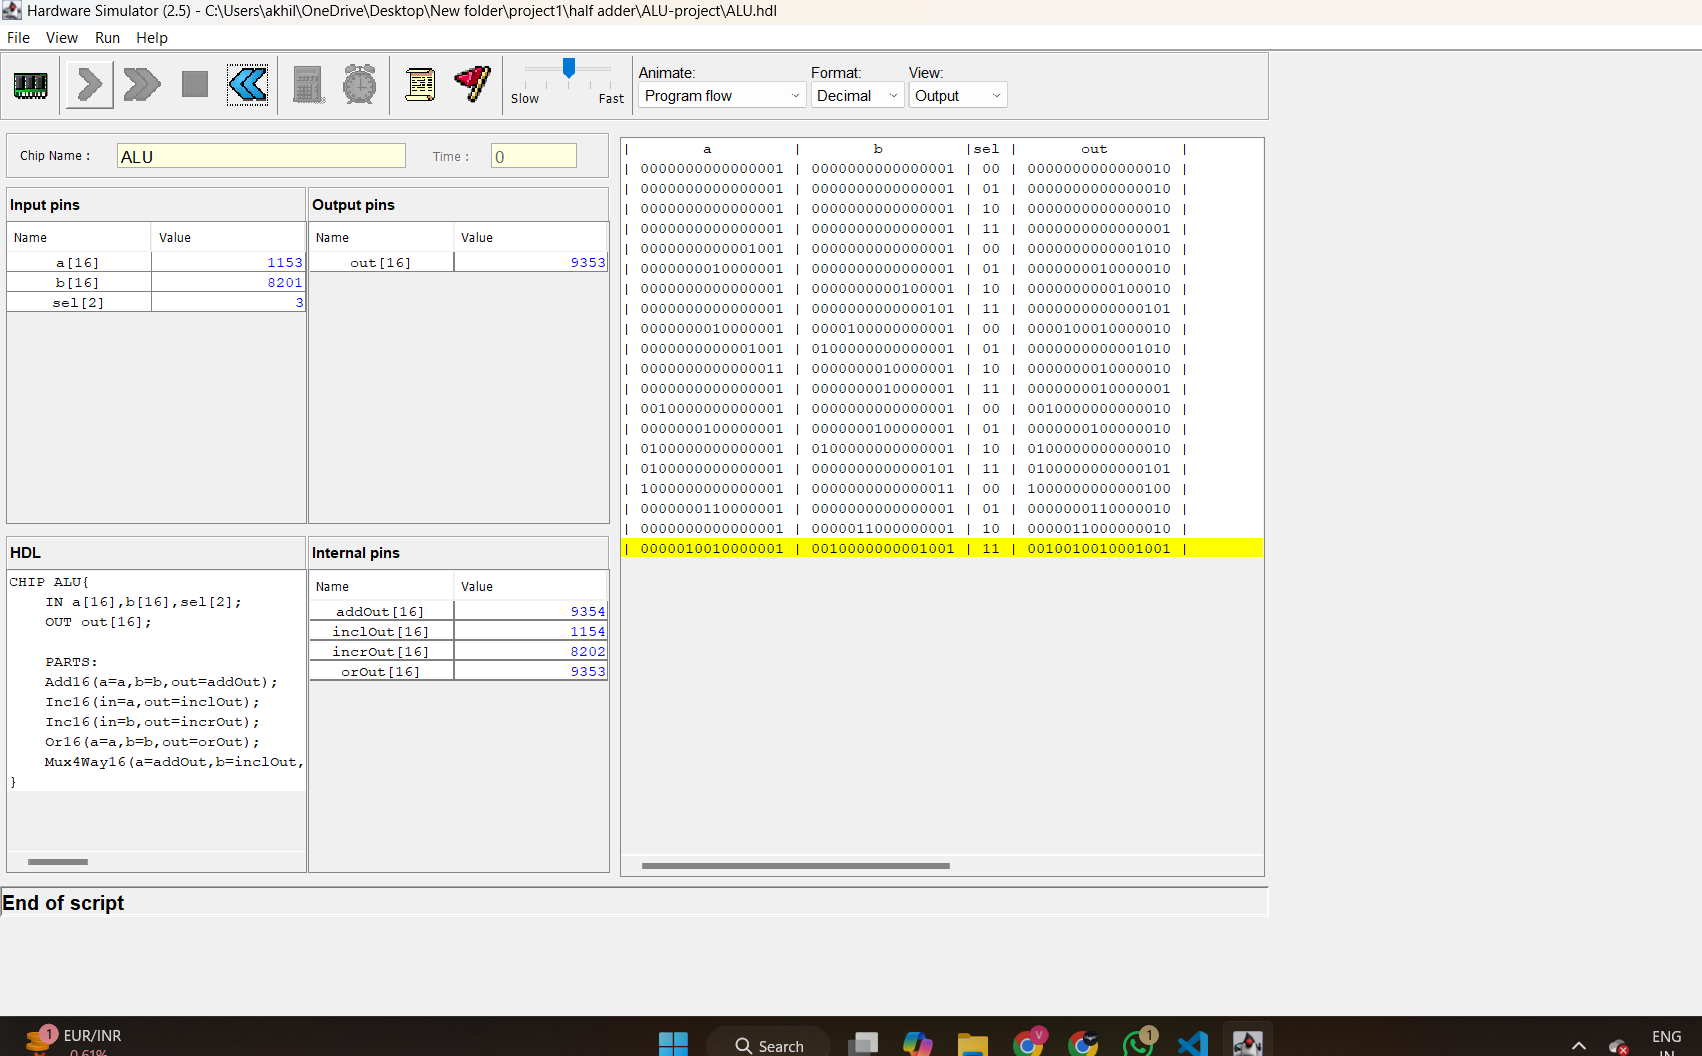 Hardware Simulator (2.5) - C:\Users\akhil\OneDrive\Desktop\New folder\project1\half adder\ALU-project\ALU.hdl
File View Run Help
Slow Fast
Animate: Format: View:
Program flow Decimal Output
Chip Name : ALU Time : 0
Input pins
Name Value
a[16] 1153
b[16] 8201
sel[2] 3
Output pins
Name Value
out[16] 9353
| a | b |sel | out |
| 0000000000000001 | 0000000000000001 | 00 | 0000000000000010 |
| 0000000000000001 | 0000000000000001 | 01 | 0000000000000010 |
| 0000000000000001 | 0000000000000001 | 10 | 0000000000000010 |
| 0000000000000001 | 0000000000000001 | 11 | 0000000000000001 |
| 0000000000001001 | 0000000000000001 | 00 | 0000000000001010 |
| 0000000010000001 | 0000000000000001 | 01 | 0000000010000010 |
| 0000000000000001 | 0000000000100001 | 10 | 0000000000100010 |
| 0000000000000001 | 0000000000000101 | 11 | 0000000000000101 |
| 0000000010000001 | 0000100000000001 | 00 | 0000100010000010 |
| 0000000000001001 | 0100000000000001 | 01 | 0000000000001010 |
| 0000000000000011 | 0000000010000001 | 10 | 0000000010000010 |
| 0000000000000001 | 0000000010000001 | 11 | 0000000010000001 |
| 0010000000000001 | 0000000000000001 | 00 | 0010000000000010 |
| 0000000100000001 | 0000000100000001 | 01 | 0000000100000010 |
| 0100000000000001 | 0100000000000001 | 10 | 0100000000000010 |
| 0100000000000001 | 0000000000000101 | 11 | 0100000000000101 |
| 1000000000000001 | 0000000000000011 | 00 | 1000000000000100 |
| 0000000110000001 | 0000000000000001 | 01 | 0000000110000010 |
| 0000000000000001 | 0000011000000001 | 10 | 0000011000000010 |
| 0000010010000001 | 0010000000001001 | 11 | 0010010010001001 |
HDL
CHIP ALU{
IN a[16],b[16],sel[2];
OUT out[16];
PARTS:
Add16(a=a,b=b,out=addOut);
Inc16(in=a,out=inclOut);
Inc16(in=b,out=incrOut);
Or16(a=a,b=b,out=orOut);
Mux4Way16(a=addOut,b=inclOut,
}
Internal pins
Name Value
addOut[16] 9354
inclOut[16] 1154
incrOut[16] 8202
orOut[16] 9353
End of script
1 EUR/INR
Search
V
1
ENG